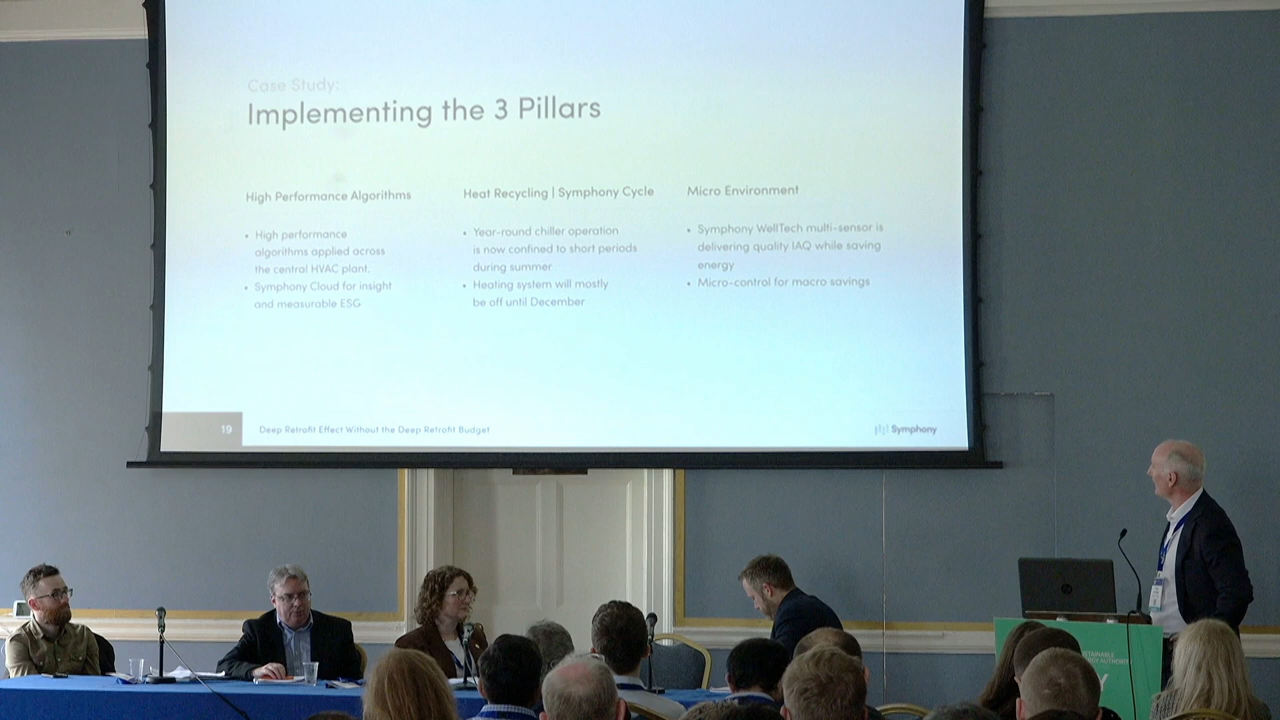 Case Study:
Implementing the 3 Pillars
High Performance Algorithms
• High performance
algorithms applied across
the central HVAC plant.
• Symphony Cloud for insight
and measurable ESG
Heat Recycling | Symphony Cycle
• Year-round chiller operation
is now confined to short periods
during summer
• Heating system will mostly
be off until December
Micro Environment
• Symphony WellTech multi-sensor is
delivering quality IAQ while saving
energy
• Micro-control for macro savings
19
Deep Retrofit Effect Without the Deep Retrofit Budget
Symphony
hp
SUSTAINABLE
AUTHORITY